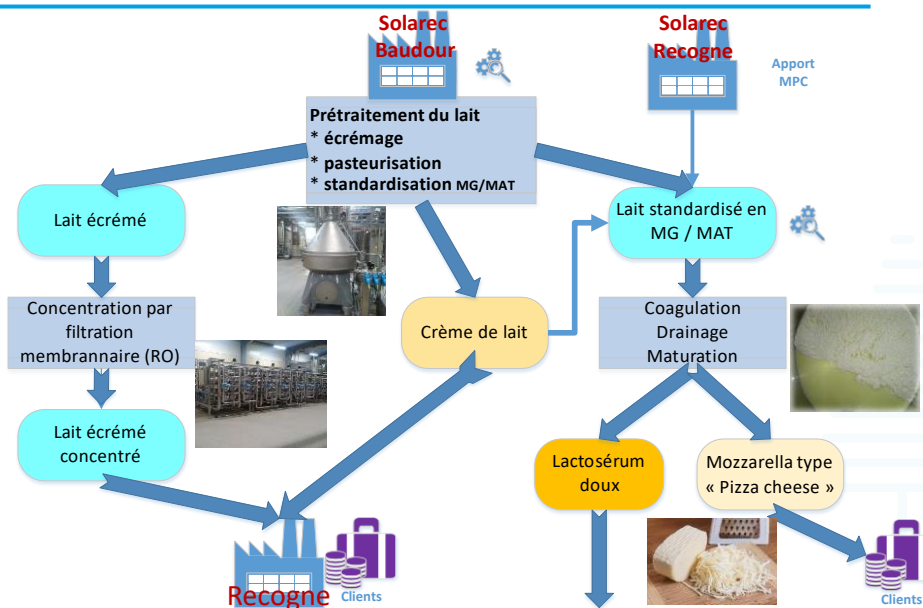 Solarec
Baudour
Solarec
Recogne
Apport
MPC
Prétraitement du lait
* écrémage
* pasteurisation
* standardisation MG/MAT
Lait écrémé
Lait standardisé en
MG / MAT
Concentration par
filtration
membrannaire (RO)
Crème de lait
Coagulation
Drainage
Maturation
Lait écrémé
concentré
Lactosérum
doux
Mozzarella type
« Pizza cheese »
Recogne
Clients
Clients